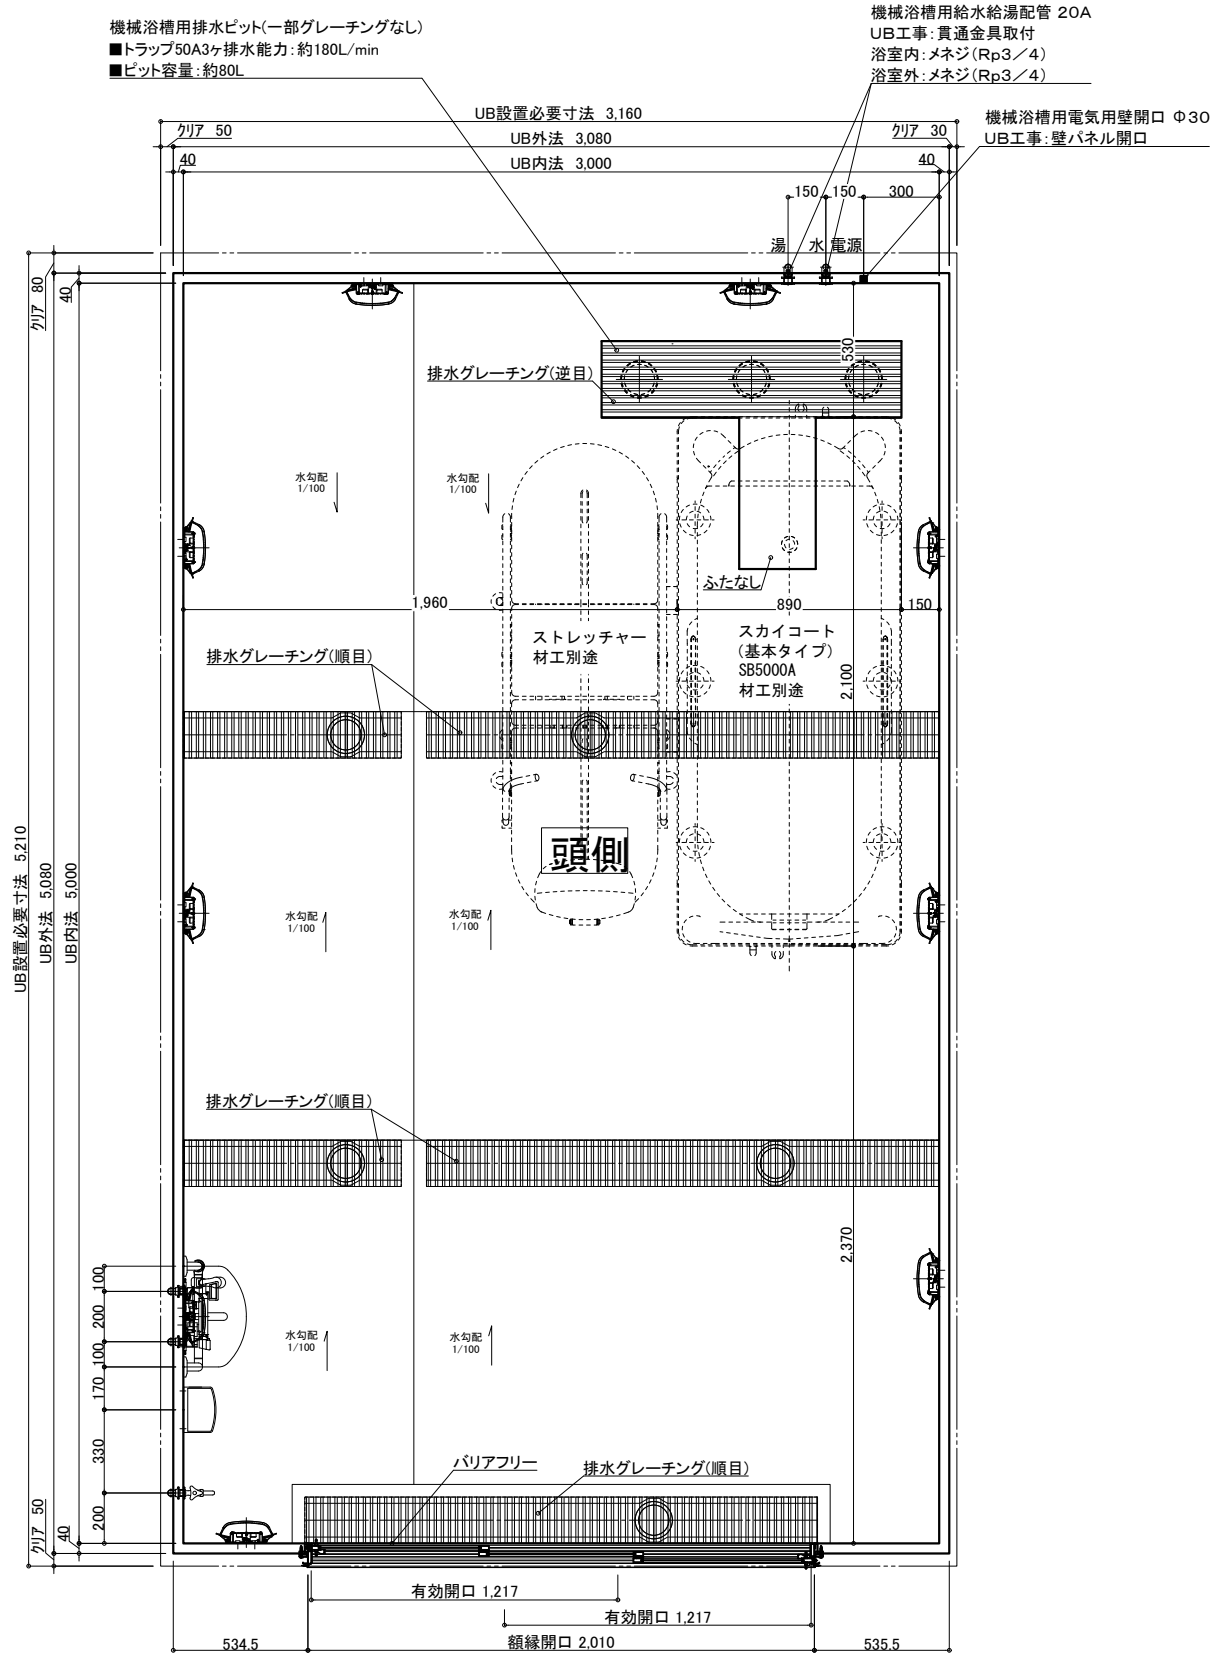 機械浴槽用排水ピット(一部グレーチングなし)
■トラップ50A3ヶ排水能力:約180L/min
■ピット容量:約80L
機械浴槽用給水給湯配管 20A
UB工事:貫通金具取付
浴室内:メネジ(Rp3/4)
浴室外:メネジ(Rp3/4)
機械浴槽用電気用壁開口 Φ30
UB工事:壁パネル開口
UB設置必要寸法 3,160
クリア 50
UB外法 3,080
クリア 30
40
UB内法 3,000
40
150
150
300
湯
水
電源
クリア 80
40
530
排水グレーチング(逆目)
水勾配
1/100
水勾配
1/100
ふたなし
1,960
890
150
ストレッチャー
材工別途
スカイコート
(基本タイプ)
SB5000A
材工別途
2,100
排水グレーチング(順目)
頭側
UB設置必要寸法 5,210
UB外法 5,080
UB内法 5,000
水勾配
1/100
水勾配
1/100
排水グレーチング(順目)
2,370
100
200
100
170
330
200
水勾配
1/100
水勾配
1/100
バリアフリー
排水グレーチング(順目)
クリア 50
40
有効開口 1,217
有効開口 1,217
534.5
額縁開口 2,010
535.5